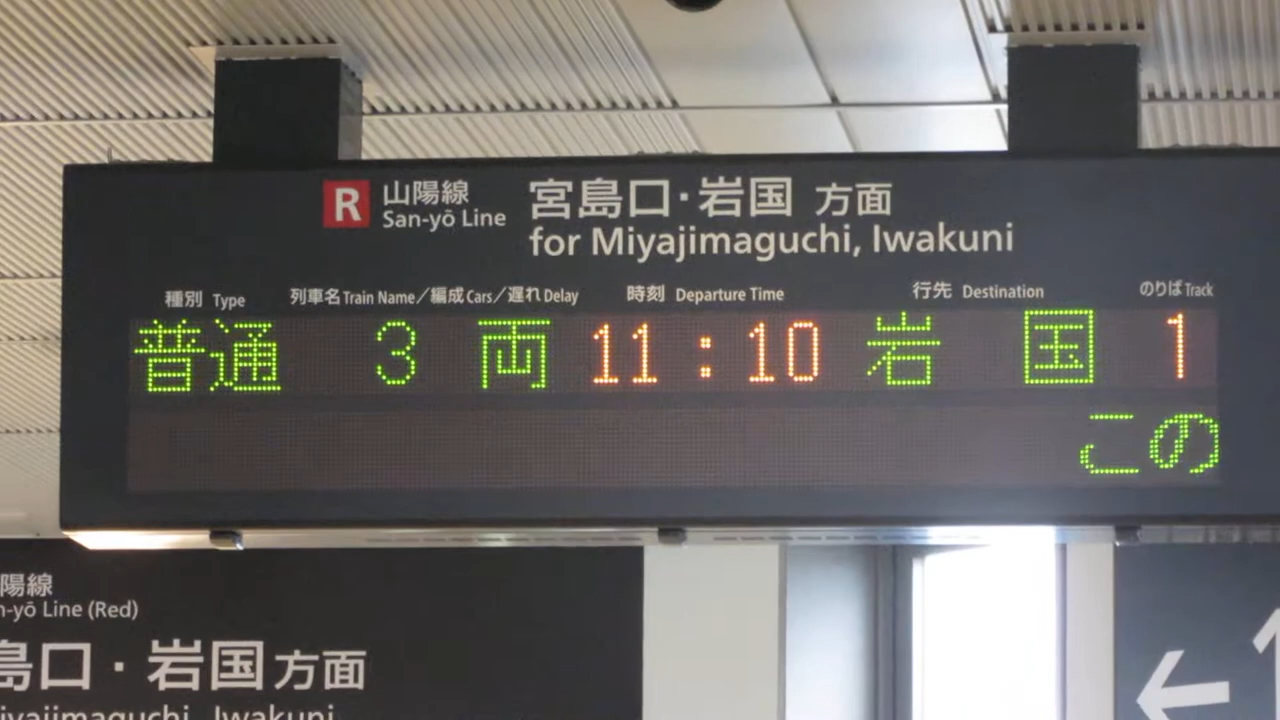 R 山陽線 San-yō Line
宮島口・岩国 方面
for Miyajimaguchi, Iwakuni
種別 Type 列車名 Train Name／編成 Cars／遅れ Delay 時刻 Departure Time 行先 Destination のりば Track
普通 3両 11:10 岩国 1
この
陽線
n-yō Line (Red)
島口・岩国 方面
iyajimaguchi, Iwakuni
← 1